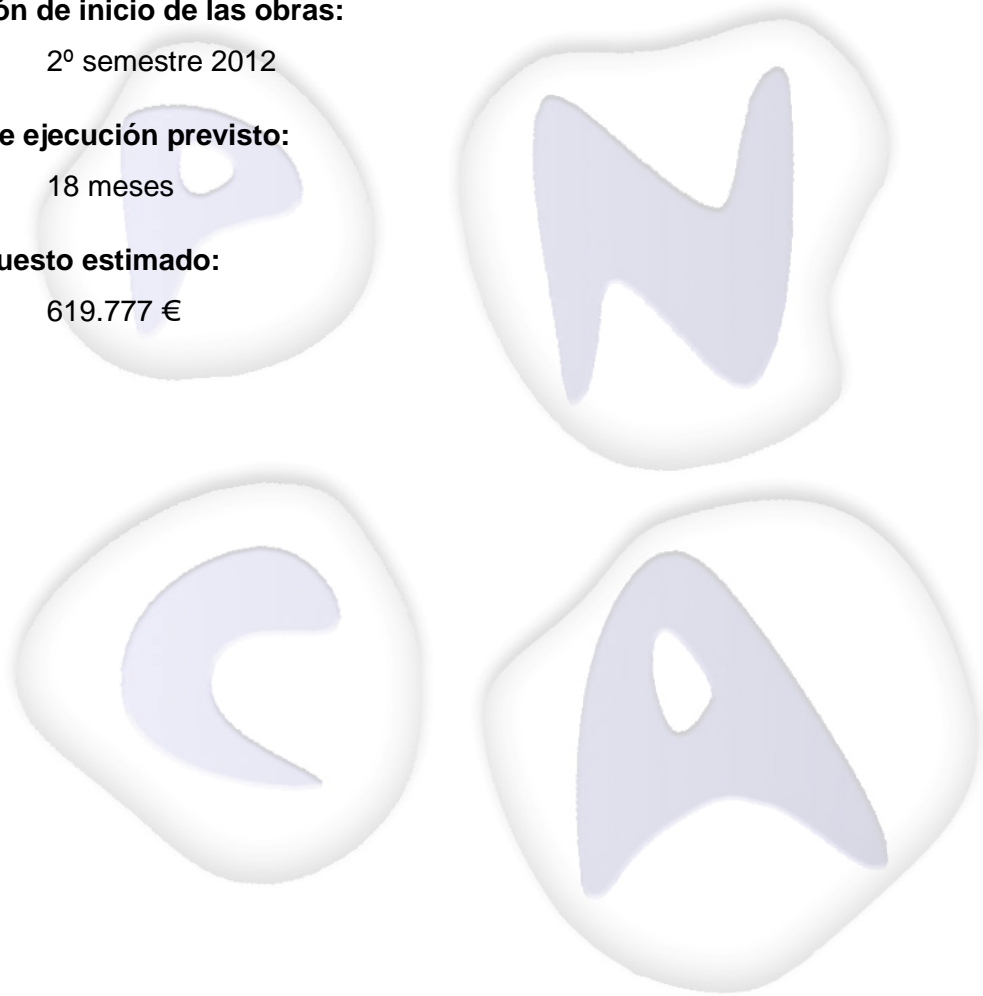 ón de inicio de las obras:
2º semestre 2012
e ejecución previsto:
18 meses
uesto estimado:
619.777 €
P N
C A